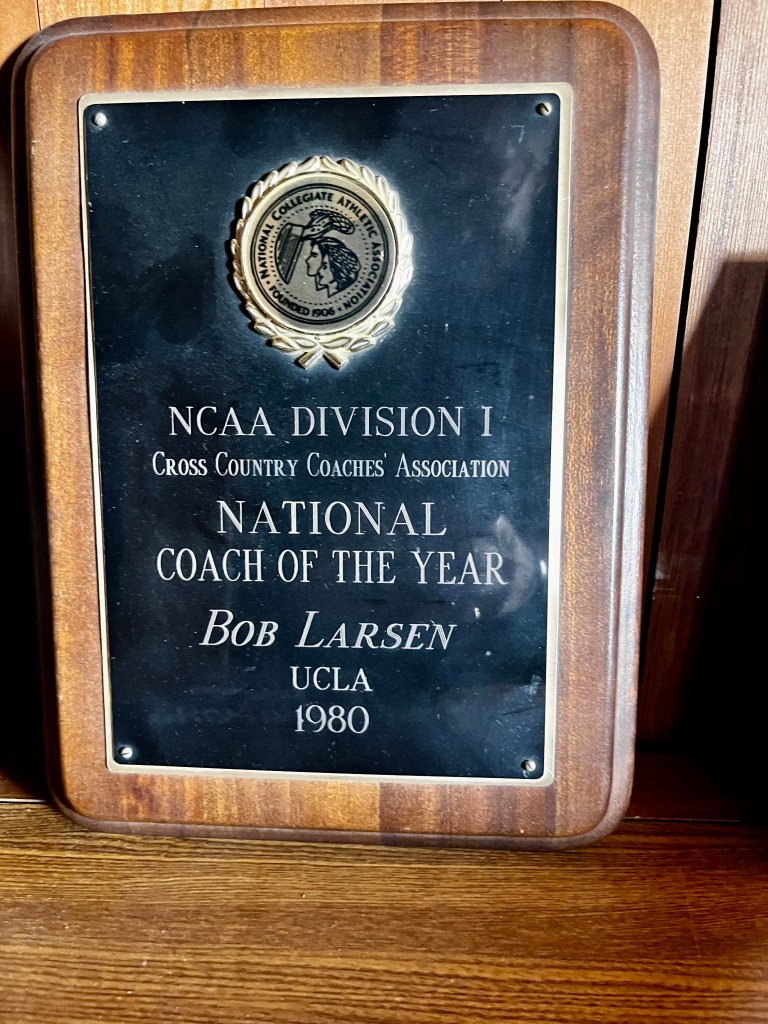 NATIONAL COLLEGIATE ATHLETIC ASSOCIATION
• FOUNDED 1906 •
NCAA DIVISION I
CROSS COUNTRY COACHES' ASSOCIATION
NATIONAL
COACH OF THE YEAR
BOB LARSEN
UCLA
1980